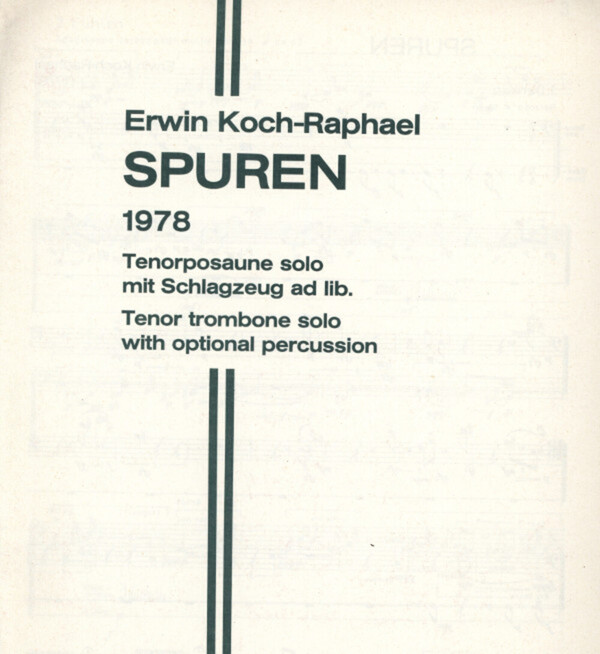 Erwin Koch-Raphael
SPUREN
1978
Tenorposaune solo
mit Schlagzeug ad lib.
Tenor trombone solo
with optional percussion